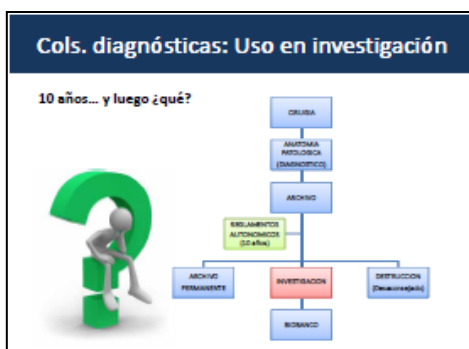 Cols. diagnósticas: Uso en investigación
10 años... y luego ¿qué?
CIRUGIA
ANATOMIA
PATOLOGICA
(DIAGNOSTICO)
ARCHIVO
REGLAMENTOS
AUTONOMICOS
(10 años)
ARCHIVO
PERMANENTE
INVESTIGACION
DESTRUCCION
(Desaconsejado)
BIOBANCO